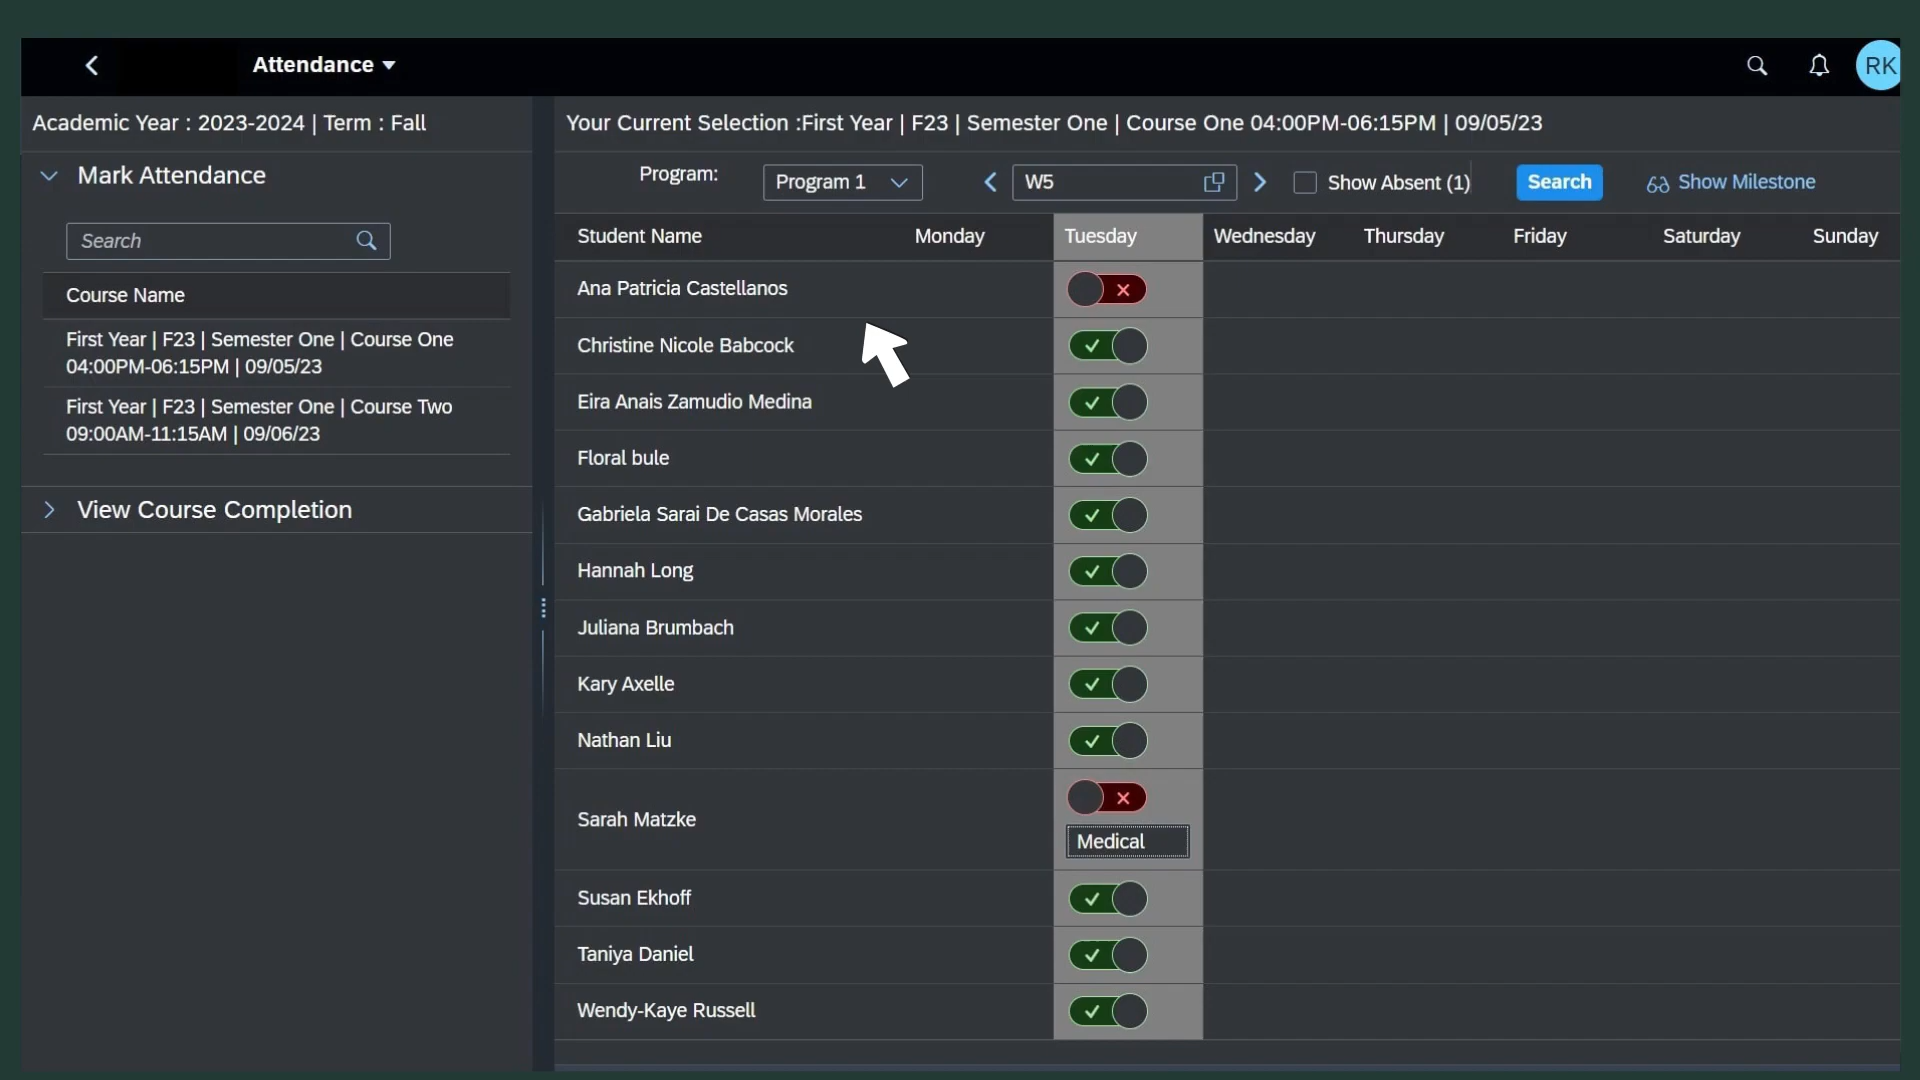 Attendance
RK
Academic Year : 2023-2024 | Term : Fall
Mark Attendance
Search
Course Name
First Year | F23 | Semester One | Course One
04:00PM-06:15PM | 09/05/23
First Year | F23 | Semester One | Course Two
09:00AM-11:15AM | 09/06/23
View Course Completion
Your Current Selection :First Year | F23 | Semester One | Course One 04:00PM-06:15PM | 09/05/23
Program: Program 1 W5 Show Absent (1) Search Show Milestone
Student Name Monday Tuesday Wednesday Thursday Friday Saturday Sunday
Ana Patricia Castellanos
Christine Nicole Babcock
Eira Anais Zamudio Medina
Floral bule
Gabriela Sarai De Casas Morales
Hannah Long
Juliana Brumbach
Kary Axelle
Nathan Liu
Sarah Matzke
Medical
Susan Ekhoff
Taniya Daniel
Wendy-Kaye Russell